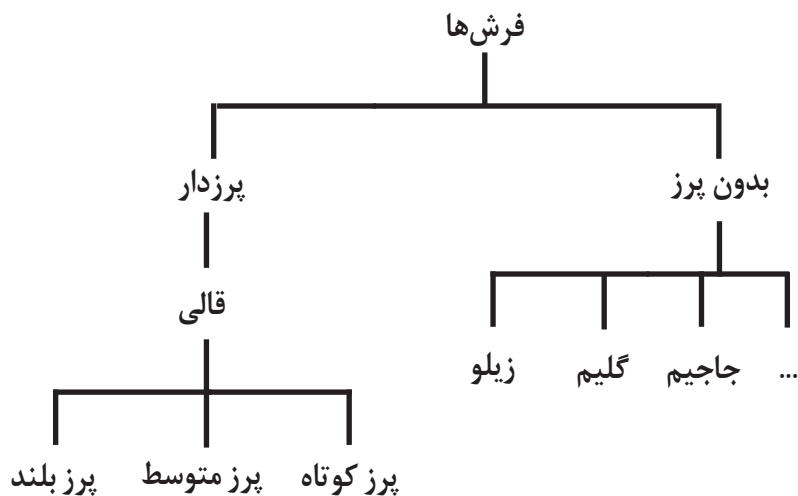 فرش‌ها
بدون پرز
پرزدار
قالی
... جاجیم گلیم زیلو
پرز کوتاه پرز متوسط پرز بلند